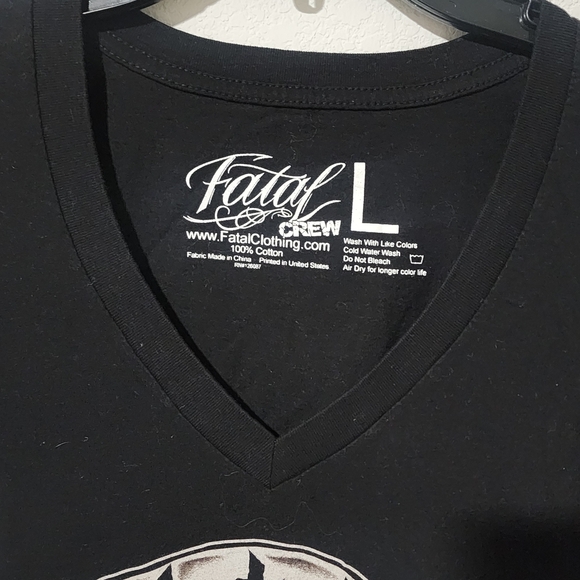 Fatal
CREW
L
www.FatalClothing.com
100% Cotton
Fabric Made in China Printed in United States
Wash With Like Colors
Cold Water Wash
Do Not Bleach
Air Dry for longer color life